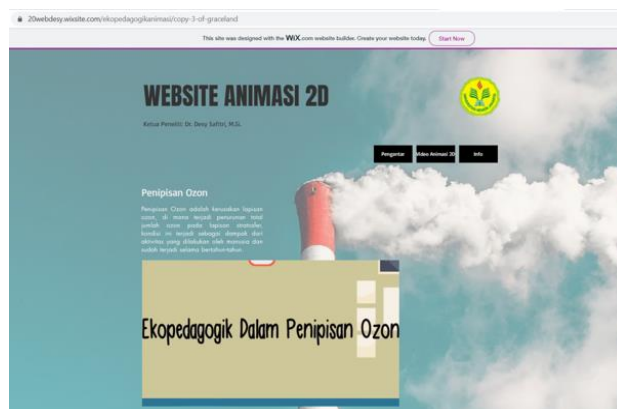 20webdesy.wixsite.com/ekopedagogikanimasi/copy-3-of-graceland
This site was designed with the WiX.com website builder. Create your website today. Start Now
WEBSITE ANIMASI 2D
Ketua Peneliti: Dr. Desy Safitri, M.Si.
Pengantar Video Animasi 2D Info
Penipisan Ozon
Penipisan Ozon adalah kerusakan lapisan
ozon, di mana terjadi penurunan total
jumlah ozon pada lapisan stratosfer,
kondisi ini terjadi sebagai dampak dari
aktivitas yang dilakukan oleh manusia dan
sudah terjadi selama bertahun-tahun.
Ekopedagogik Dalam Penipisan Ozon